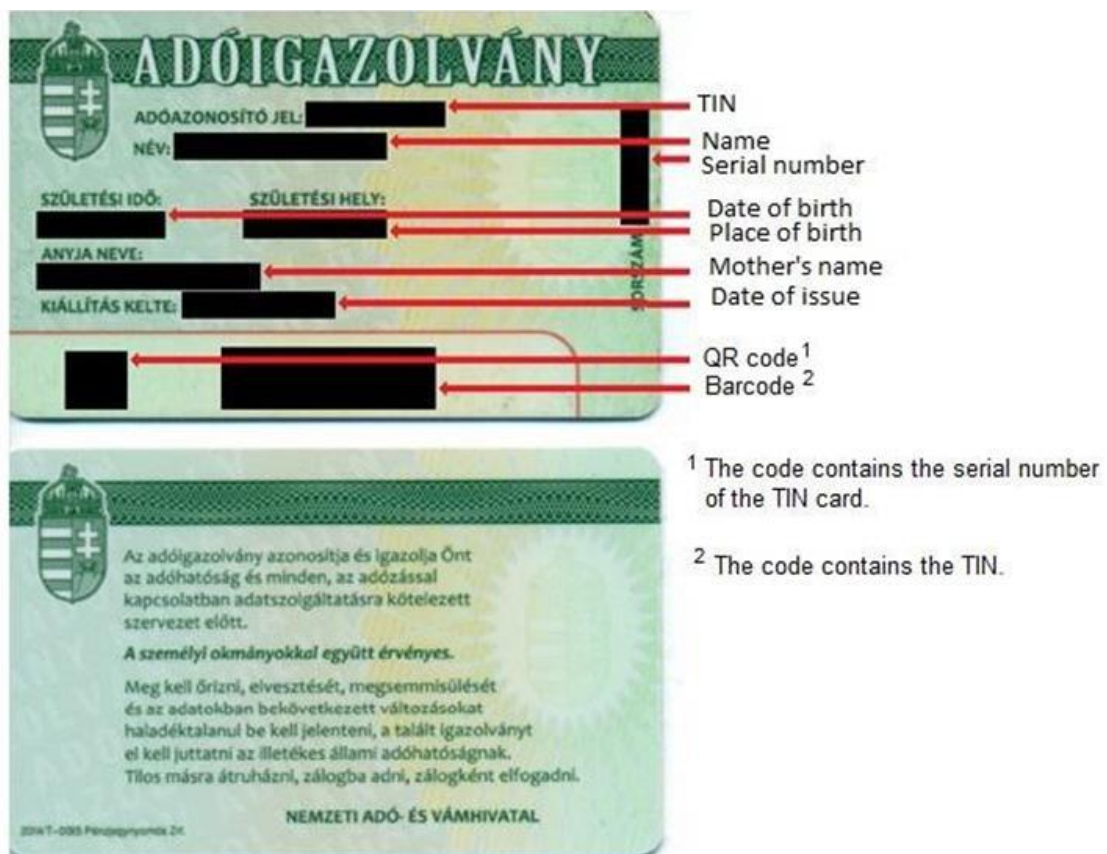 ADÓIGAZOLVÁNY
ADÓAZONOSÍTÓ JEL:
TIN
NÉV:
Name
Serial number
SZÜLETÉSI IDŐ:
SZÜLETÉSI HELY:
Date of birth
Place of birth
ANYJA NEVE:
Mother's name
KIÁLLÍTÁS KELTE:
Date of issue
SORSZÁM
QR code 1
Barcode 2
1 The code contains the serial number
of the TIN card.
2 The code contains the TIN.
Az adóigazolvány azonosítja és igazolja Önt
az adóhatóság és minden, az adózással
kapcsolatban adatszolgáltatásra kötelezett
szervezet előtt.
A személyi okmányokkal együtt érvényes.
Meg kell őrizni, elvesztését, megsemmisülését
és az adatokban bekövetkezett változásokat
haladéktalanul be kell jelenteni, a talált igazolványt
el kell juttatni az illetékes állami adóhatóságnak.
Tilos másra átruházni, zálogba adni, zálogként elfogadni.
NEMZETI ADÓ- ÉS VÁMHIVATAL